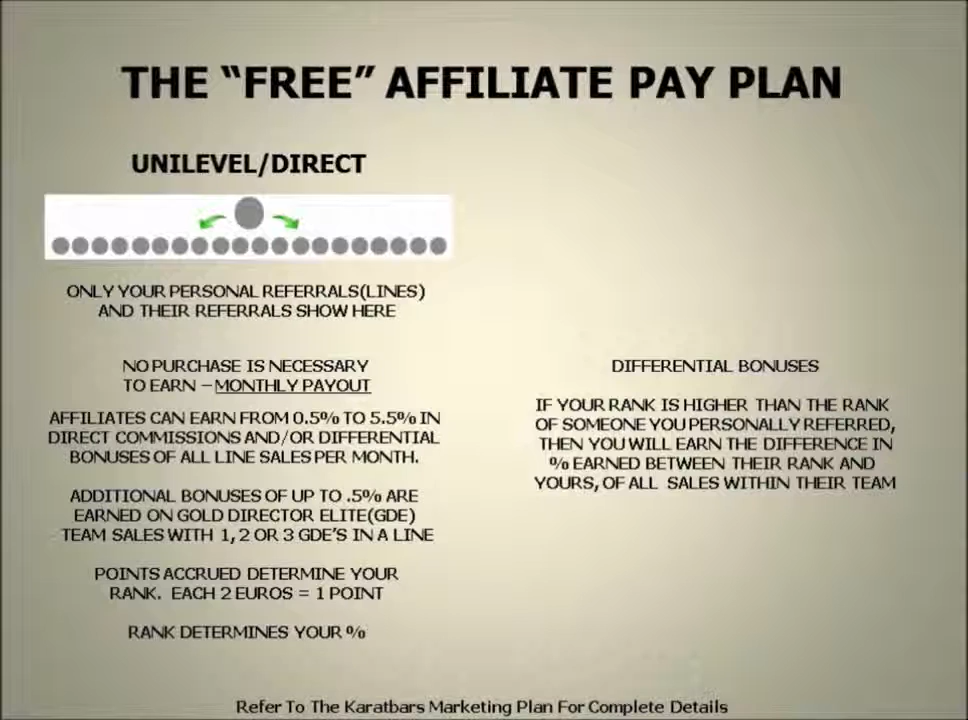 THE “FREE” AFFILIATE PAY PLAN
UNILEVEL/DIRECT
ONLY YOUR PERSONAL REFERRALS(LINES)
AND THEIR REFERRALS SHOW HERE
NO PURCHASE IS NECESSARY
TO EARN – MONTHLY PAYOUT
AFFILIATES CAN EARN FROM 0.5% TO 5.5% IN
DIRECT COMMISSIONS AND/OR DIFFERENTIAL
BONUSES OF ALL LINE SALES PER MONTH.
ADDITIONAL BONUSES OF UP TO .5% ARE
EARNED ON GOLD DIRECTOR ELITE(GDE)
TEAM SALES WITH 1, 2 OR 3 GDE'S IN A LINE
POINTS ACCRUED DETERMINE YOUR
RANK. EACH 2 EUROS = 1 POINT
RANK DETERMINES YOUR %
DIFFERENTIAL BONUSES
IF YOUR RANK IS HIGHER THAN THE RANK
OF SOMEONE YOU PERSONALLY REFERRED,
THEN YOU WILL EARN THE DIFFERENCE IN
% EARNED BETWEEN THEIR RANK AND
YOURS, OF ALL SALES WITHIN THEIR TEAM
Refer To The Karatbars Marketing Plan For Complete Details